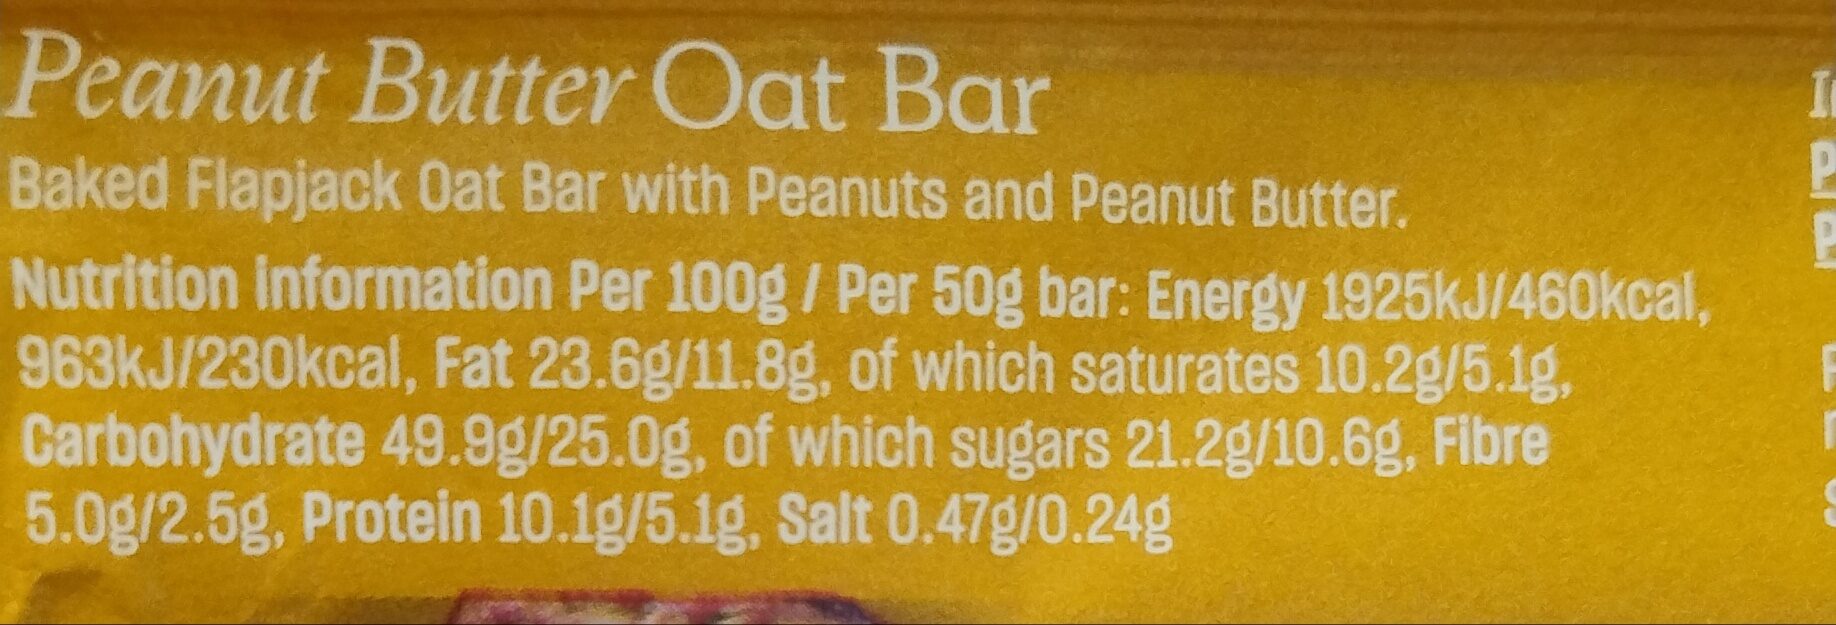 Peanut Butter Oat Bar
Baked Flapjack Oat Bar with Peanuts and Peanut Butter.
Nutrition Information Per 100g / Per 50g bar: Energy 1925kJ/460kcal,
963kJ/230kcal, Fat 23.6g/11.8g, of which saturates 10.2g/5.1g,
Carbohydrate 49.9g/25.0g, of which sugars 21.2g/10.6g, Fibre
5.0g/2.5g, Protein 10.1g/5.1g, Salt 0.47g/0.24g